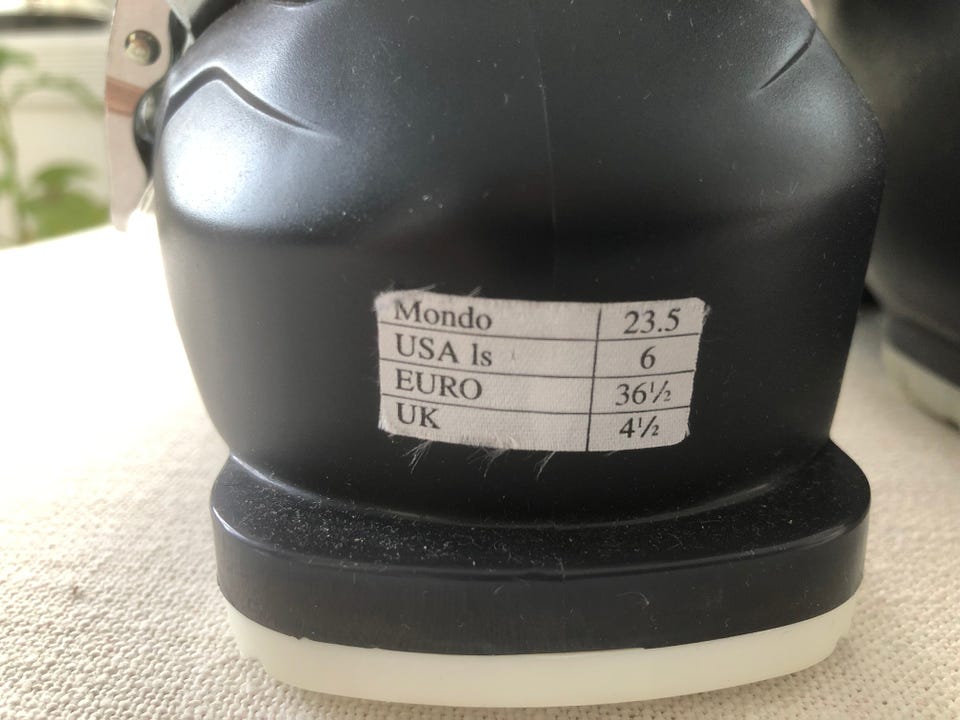 Mondo 23.5
USA ls 6
EURO 36½
UK 4½